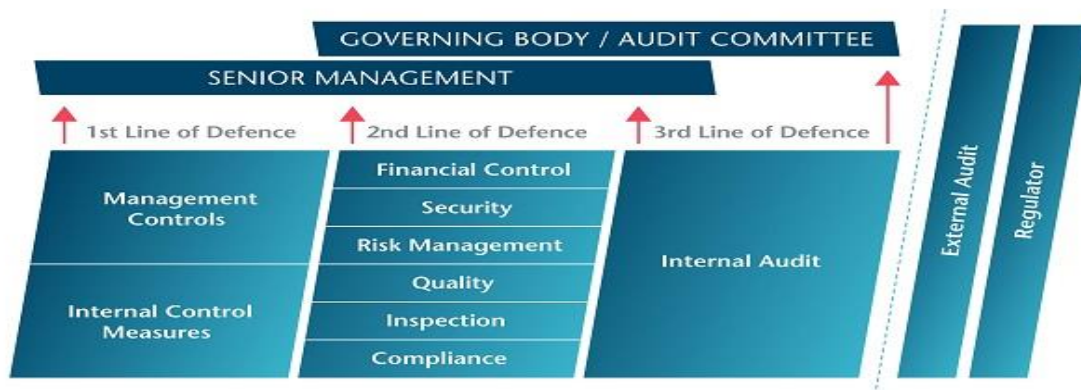 GOVERNING BODY / AUDIT COMMITTEE
SENIOR MANAGEMENT
1st Line of Defence
2nd Line of Defence
3rd Line of Defence
Management
Controls
Internal Control
Measures
Financial Control
Security
Risk Management
Quality
Inspection
Compliance
Internal Audit
External Audit
Regulator